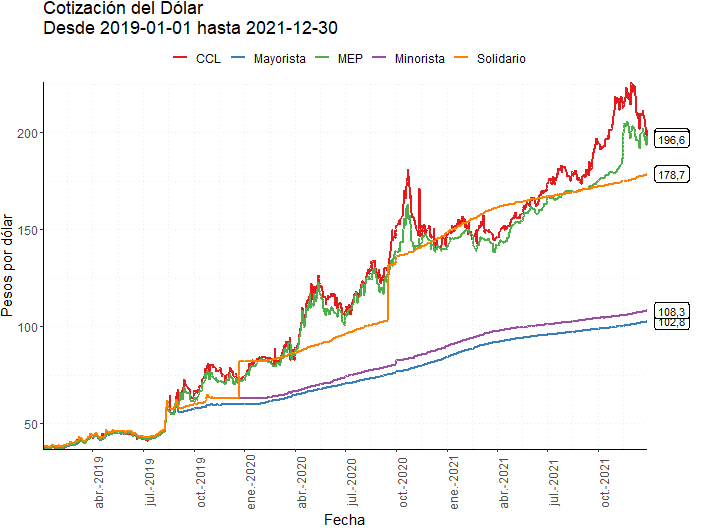 Cotización del Dólar
Desde 2019-01-01 hasta 2021-12-30
CCL Mayorista MEP Minorista Solidario
Pesos por dólar
200
150
100
50
196,6
178,7
108,3
102,8
abr.-2019
jul.-2019
oct.-2019
ene.-2020
abr.-2020
jul.-2020
oct.-2020
ene.-2021
abr.-2021
jul.-2021
oct.-2021
Fecha